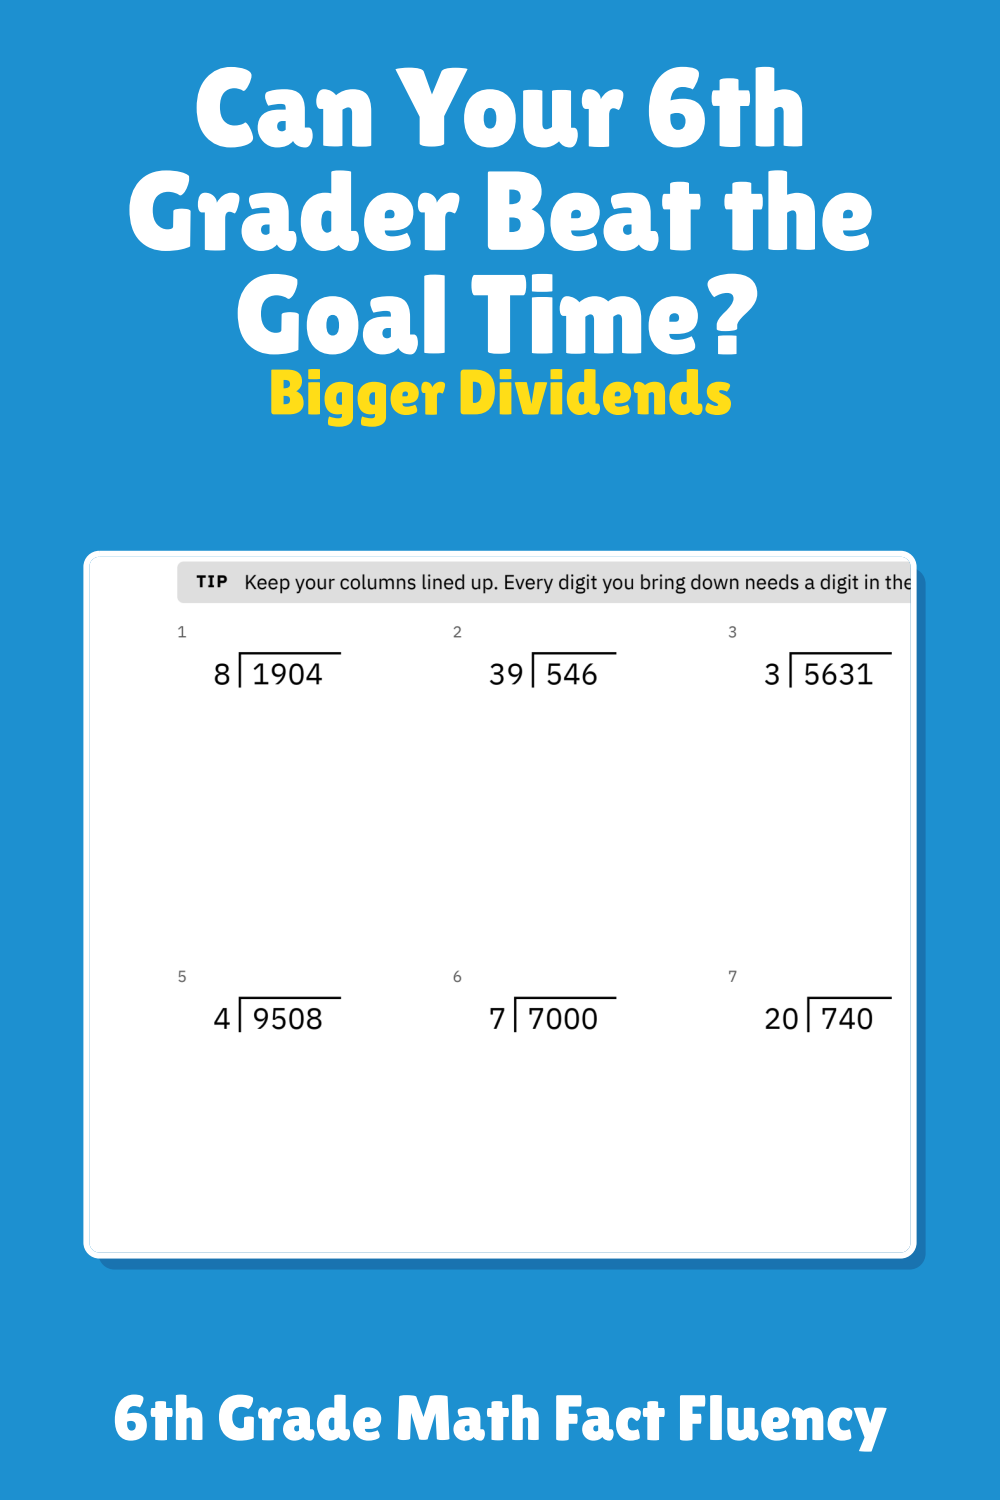 Can Your 6th
Grader Beat the
Goal Time?
Bigger Dividends
TIP Keep your columns lined up. Every digit you bring down needs a digit in the
1 2 3
8 1904 39 546 3 5631
5 6 7
4 9508 7 7000 20 740
6th Grade Math Fact Fluency